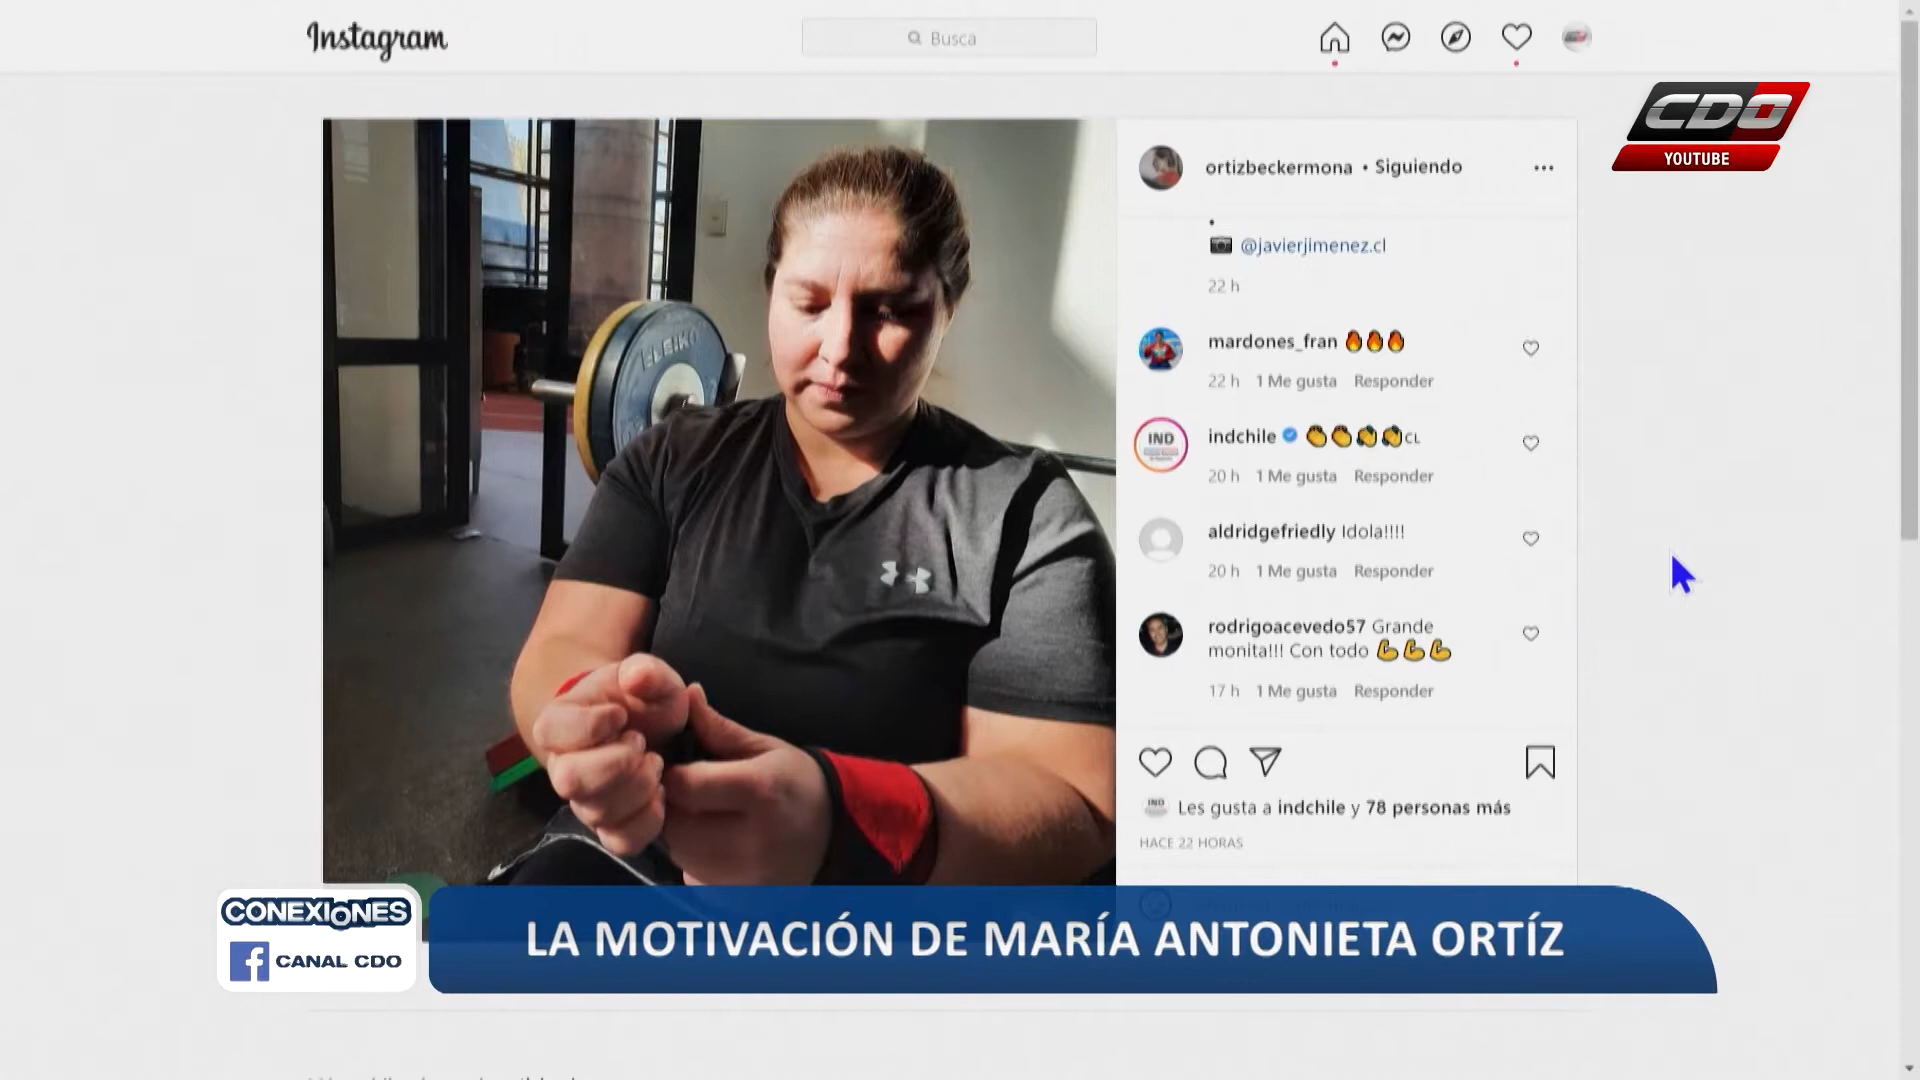 Instagram
Busca
CDO
YOUTUBE
ortizbeckermona • Siguiendo
•
@javierjimenez.cl
22 h
mardones_fran 🔥🔥🔥
22 h 1 Me gusta Responder
IND
indchile 👏👏👏👏CL
20 h 1 Me gusta Responder
aldridgefriedly Idola!!!!
20 h 1 Me gusta Responder
rodrigoacevedo57 Grande
monita!!! Con todo 💪💪💪
17 h 1 Me gusta Responder
IND
Les gusta a indchile y 78 personas más
HACE 22 HORAS
ELEIKO
CONEXIONES
CANAL CDO
LA MOTIVACIÓN DE MARÍA ANTONIETA ORTÍZ